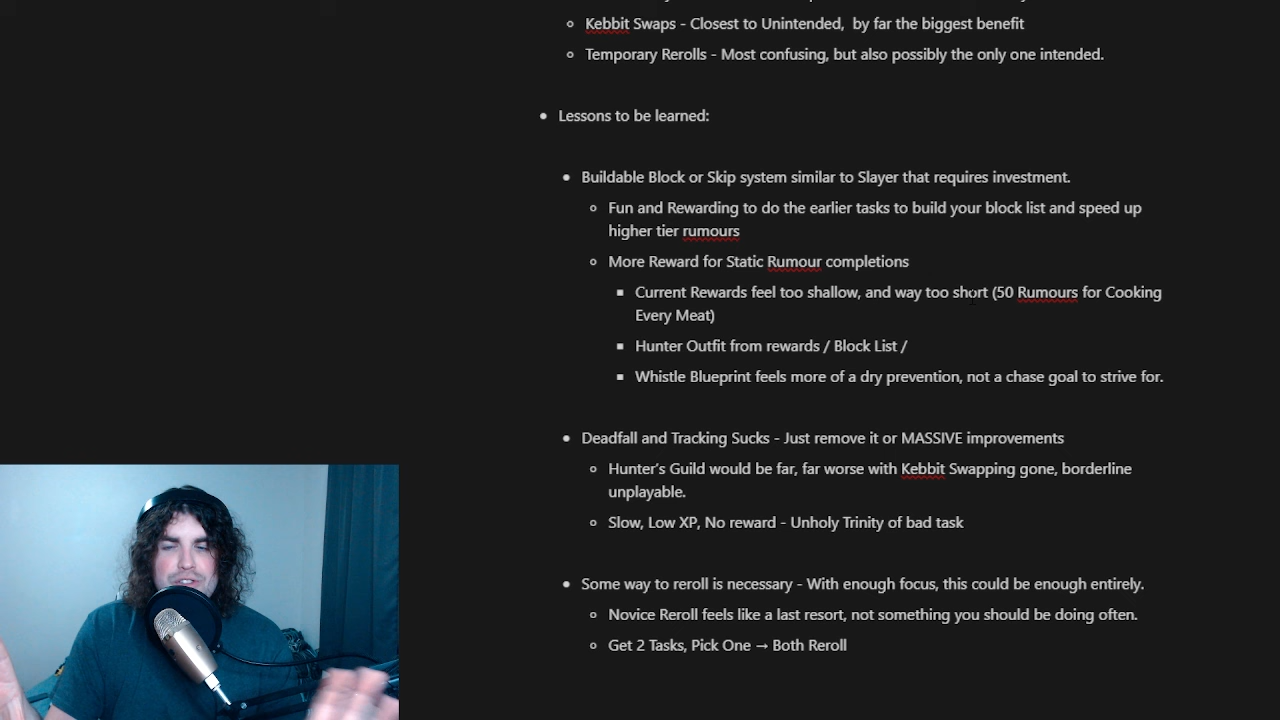 Kebbit Swaps - Closest to Unintended, by far the biggest benefit
Temporary Rerolls - Most confusing, but also possibly the only one intended.
Lessons to be learned:
Buildable Block or Skip system similar to Slayer that requires investment.
Fun and Rewarding to do the earlier tasks to build your block list and speed up
higher tier rumours
More Reward for Static Rumour completions
Current Rewards feel too shallow, and way too short (50 Rumours for Cooking
Every Meat)
Hunter Outfit from rewards / Block List /
Whistle Blueprint feels more of a dry prevention, not a chase goal to strive for.
Deadfall and Tracking Sucks - Just remove it or MASSIVE improvements
Hunter's Guild would be far, far worse with Kebbit Swapping gone, borderline
unplayable.
Slow, Low XP, No reward - Unholy Trinity of bad task
Some way to reroll is necessary - With enough focus, this could be enough entirely.
Novice Reroll feels like a last resort, not something you should be doing often.
Get 2 Tasks, Pick One → Both Reroll